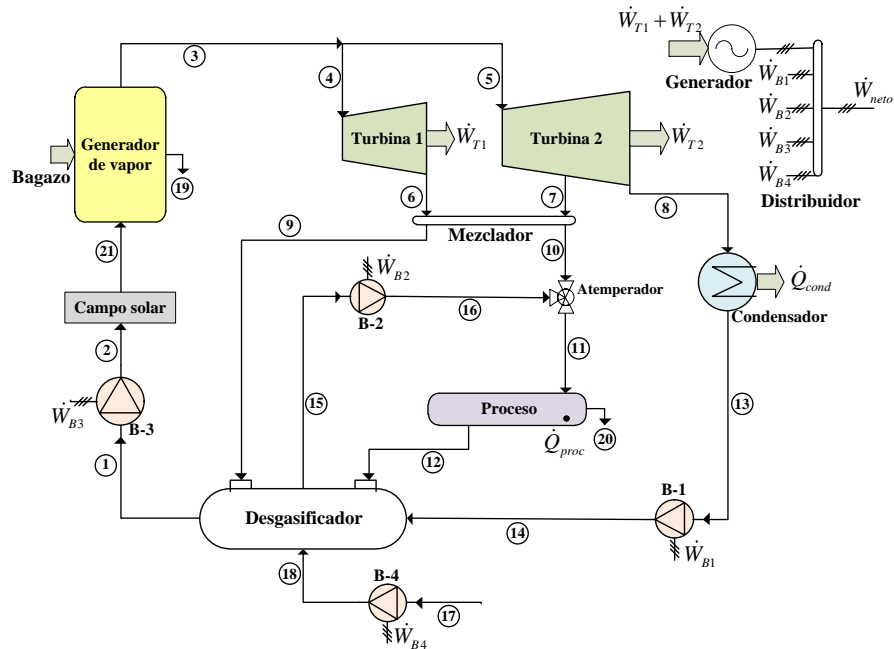 Ẇ_T1 + Ẇ_T2
Generador
Ẇ_B1
Ẇ_B2
Ẇ_B3
Ẇ_B4
Ẇ_neto
Distribuidor
3
4
5
Generador
de vapor
Bagazo
19
Turbina 1
Ẇ_T1
Turbina 2
Ẇ_T2
6
7
8
9
Mezclador
10
21
Ẇ_B2
B-2
16
Atemperador
Q̇_cond
Condensador
Campo solar
2
11
Ẇ_B3
B-3
15
Proceso
Q̇_proc
20
13
1
12
Desgasificador
14
B-1
Ẇ_B1
18
B-4
17
Ẇ_B4